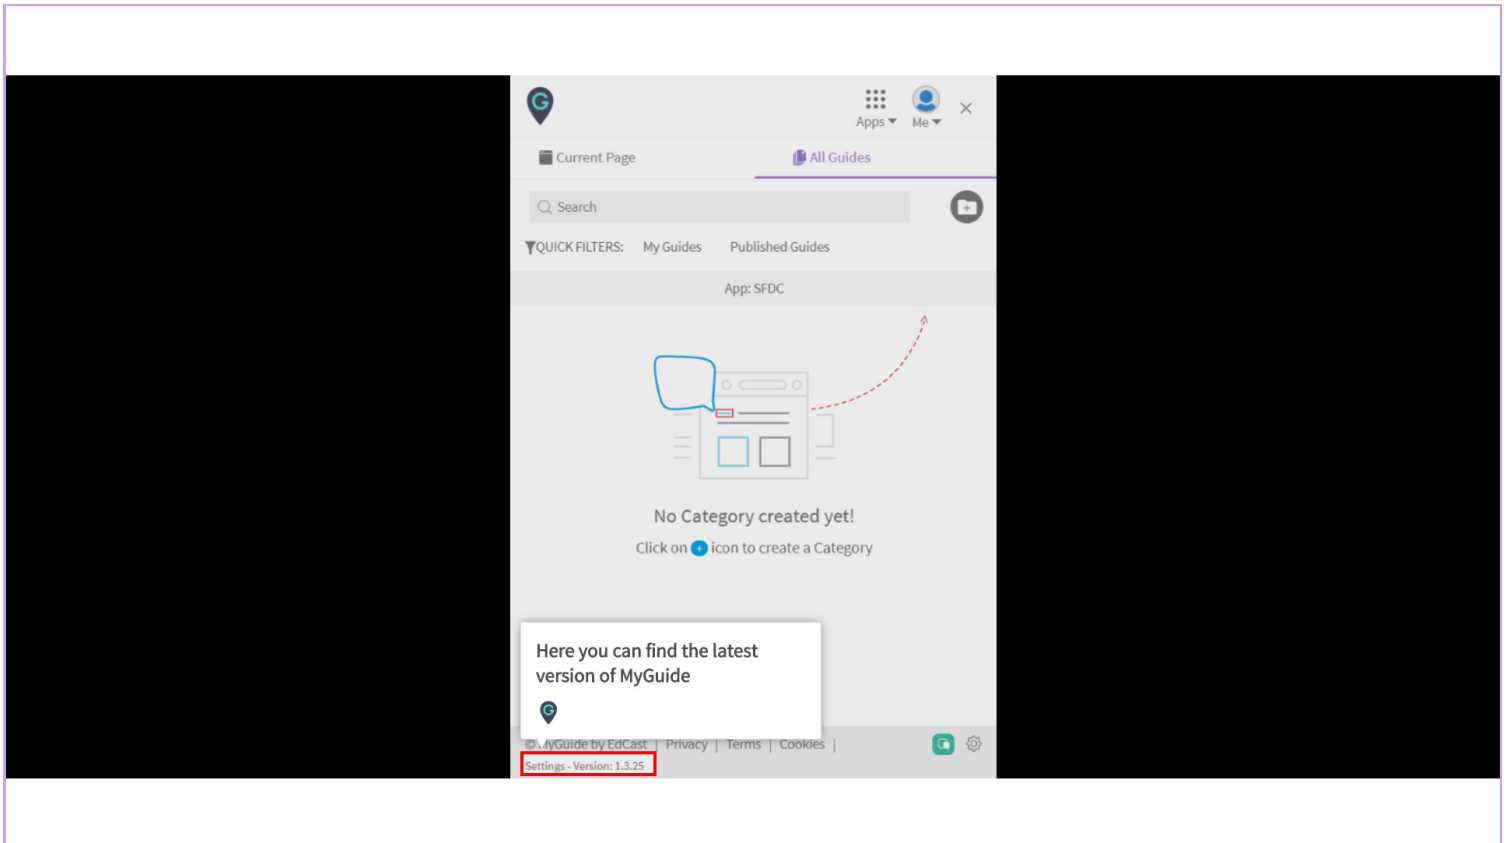 G
Apps Me
Current Page All Guides
Search
QUICK FILTERS: My Guides Published Guides
App: SFDC
No Category created yet!
Click on + icon to create a Category
Here you can find the latest
version of MyGuide
G
© MyGuide by EdCast | Privacy | Terms | Cookies |
Settings - Version: 1.3.25